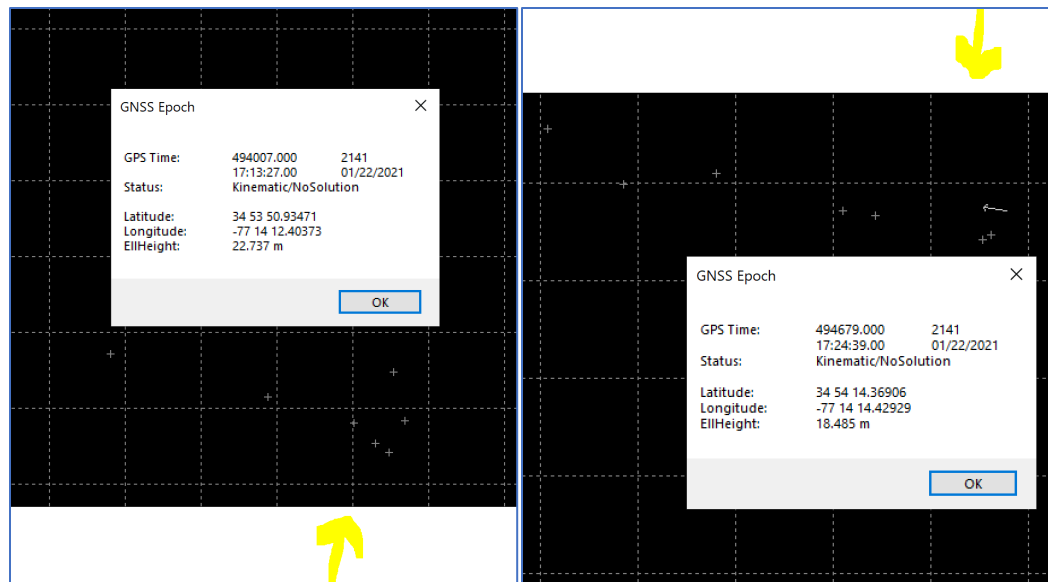 GNSS Epoch
GPS Time: 494007.000 2141
17:13:27.00 01/22/2021
Status: Kinematic/NoSolution
Latitude: 34 53 50.93471
Longitude: -77 14 12.40373
EllHeight: 22.737 m
OK
GNSS Epoch
GPS Time: 494679.000 2141
17:24:39.00 01/22/2021
Status: Kinematic/NoSolution
Latitude: 34 54 14.36906
Longitude: -77 14 14.42929
EllHeight: 18.485 m
OK